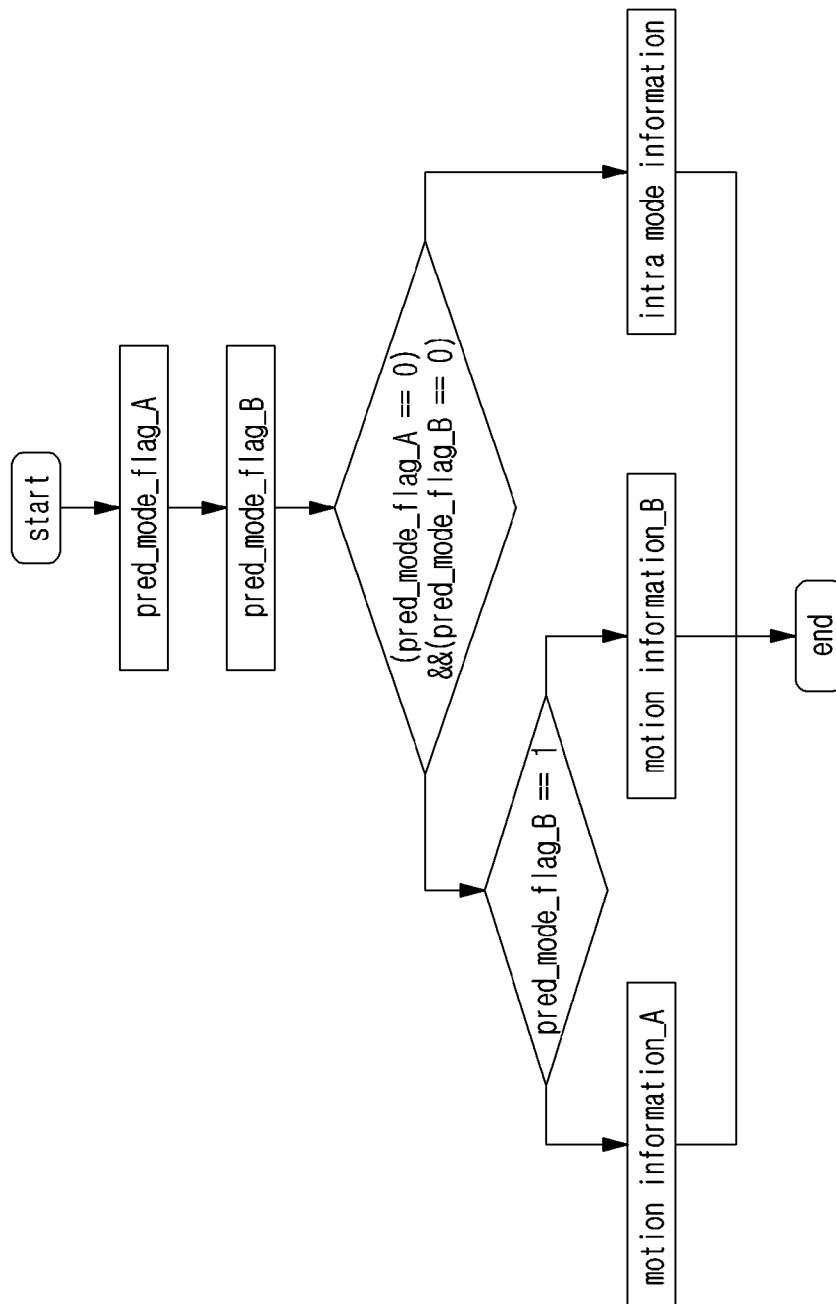 start
pred_mode_flag_A
pred_mode_flag_B
(pred_mode_flag_A == 0)
&&(pred_mode_flag_B == 0)
pred_mode_flag_B == 1
motion information_A
motion information_B
intra mode information
end